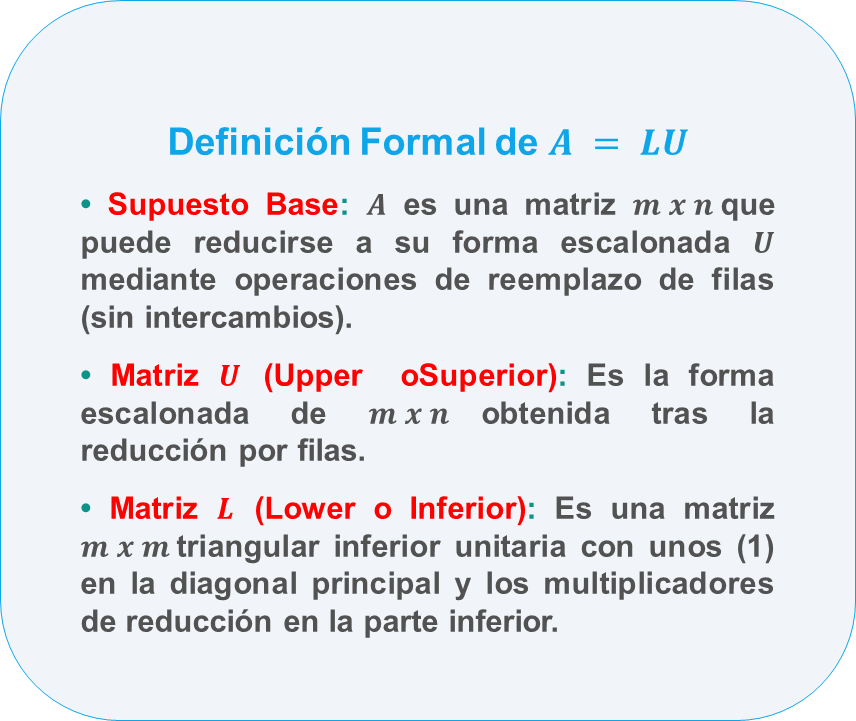 Definición Formal de A = LU
• Supuesto Base: A es una matriz m x n que
puede reducirse a su forma escalonada U
mediante operaciones de reemplazo de filas
(sin intercambios).
• Matriz U (Upper oSuperior): Es la forma
escalonada de m x n obtenida tras la
reducción por filas.
• Matriz L (Lower o Inferior): Es una matriz
m x m triangular inferior unitaria con unos (1)
en la diagonal principal y los multiplicadores
de reducción en la parte inferior.